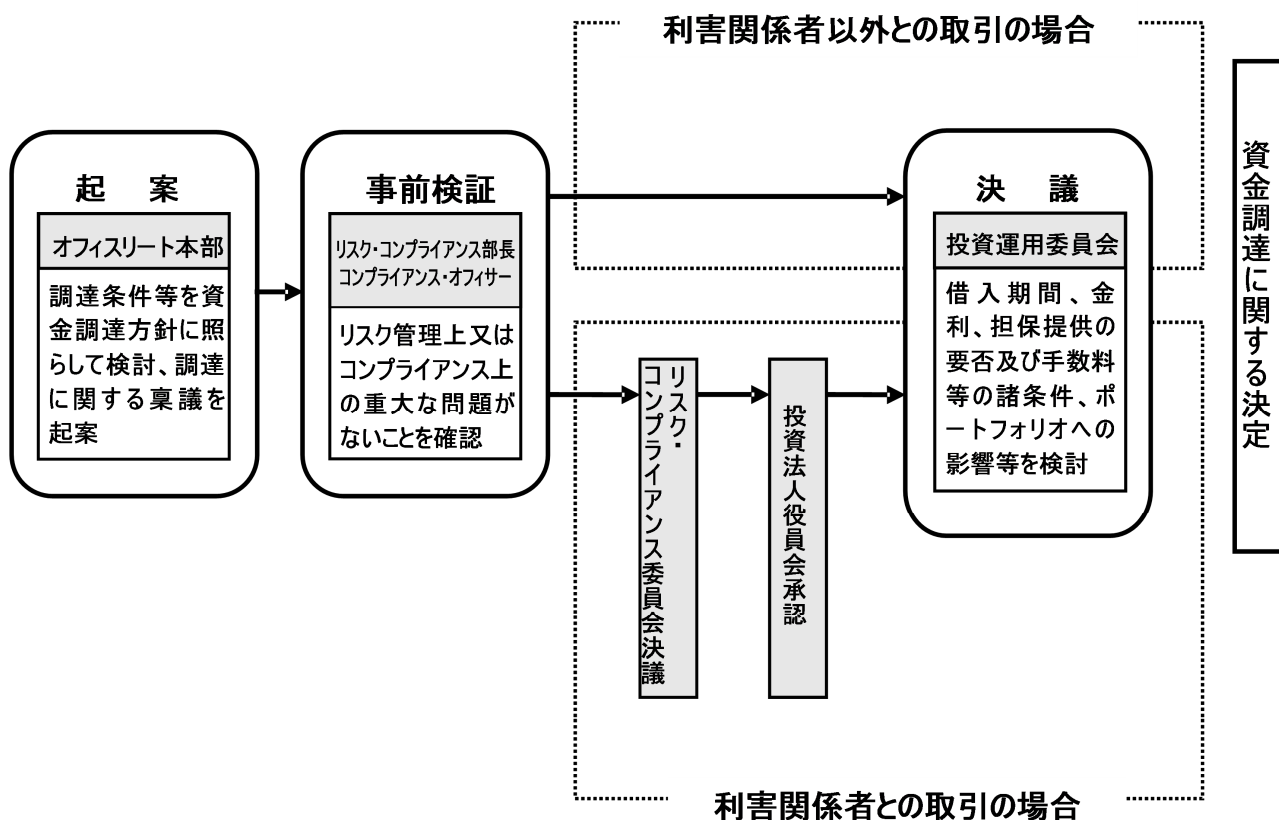 利害関係者以外との取引の場合
起　案
オフィスリート本部
調達条件等を資
金調達方針に照
らして検討、調達
に関する稟議を
起案
事前検証
リスク・コンプライアンス部長
コンプライアンス・オフィサー
リスク管理上又は
コンプライアンス上
の重大な問題が
ないことを確認
リスク・
コンプライアンス委員会決議
投資法人役員会承認
決　議
投資運用委員会
借入期間、金
利、担保提供の
要否及び手数料
等の諸条件、ポ
ートフォリオへの
影響等を検討
資金調達に関する決定
利害関係者との取引の場合